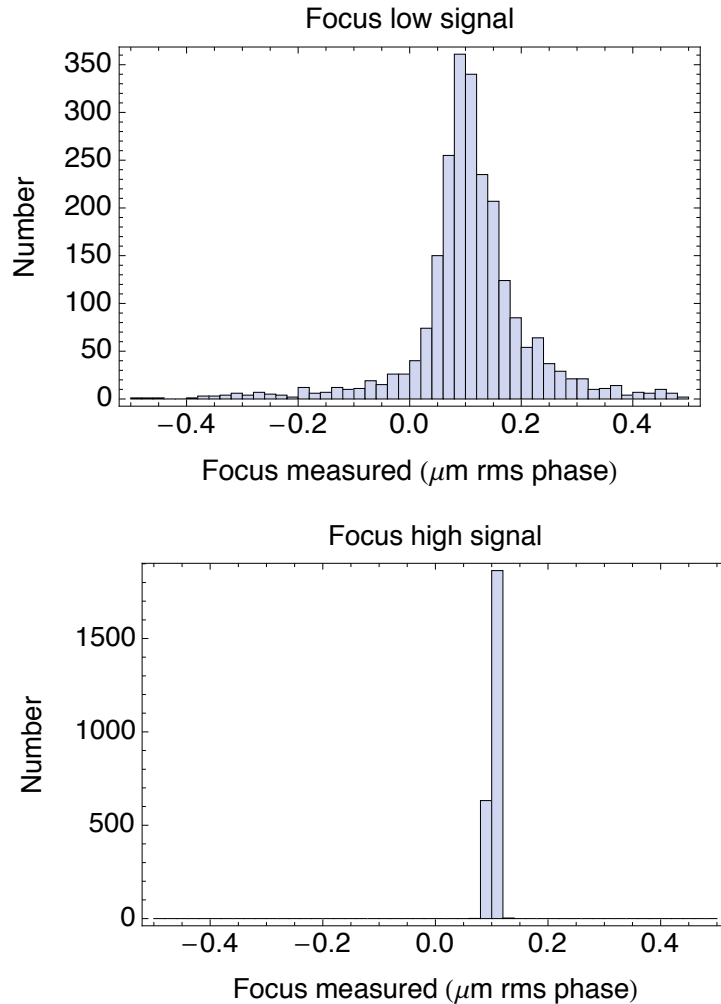 Focus low signal
350
300
250
200
150
100
50
0
Number
−0.4 −0.2 0.0 0.2 0.4
Focus measured (μm rms phase)
Focus high signal
1500
1000
500
0
Number
−0.4 −0.2 0.0 0.2 0.4
Focus measured (μm rms phase)